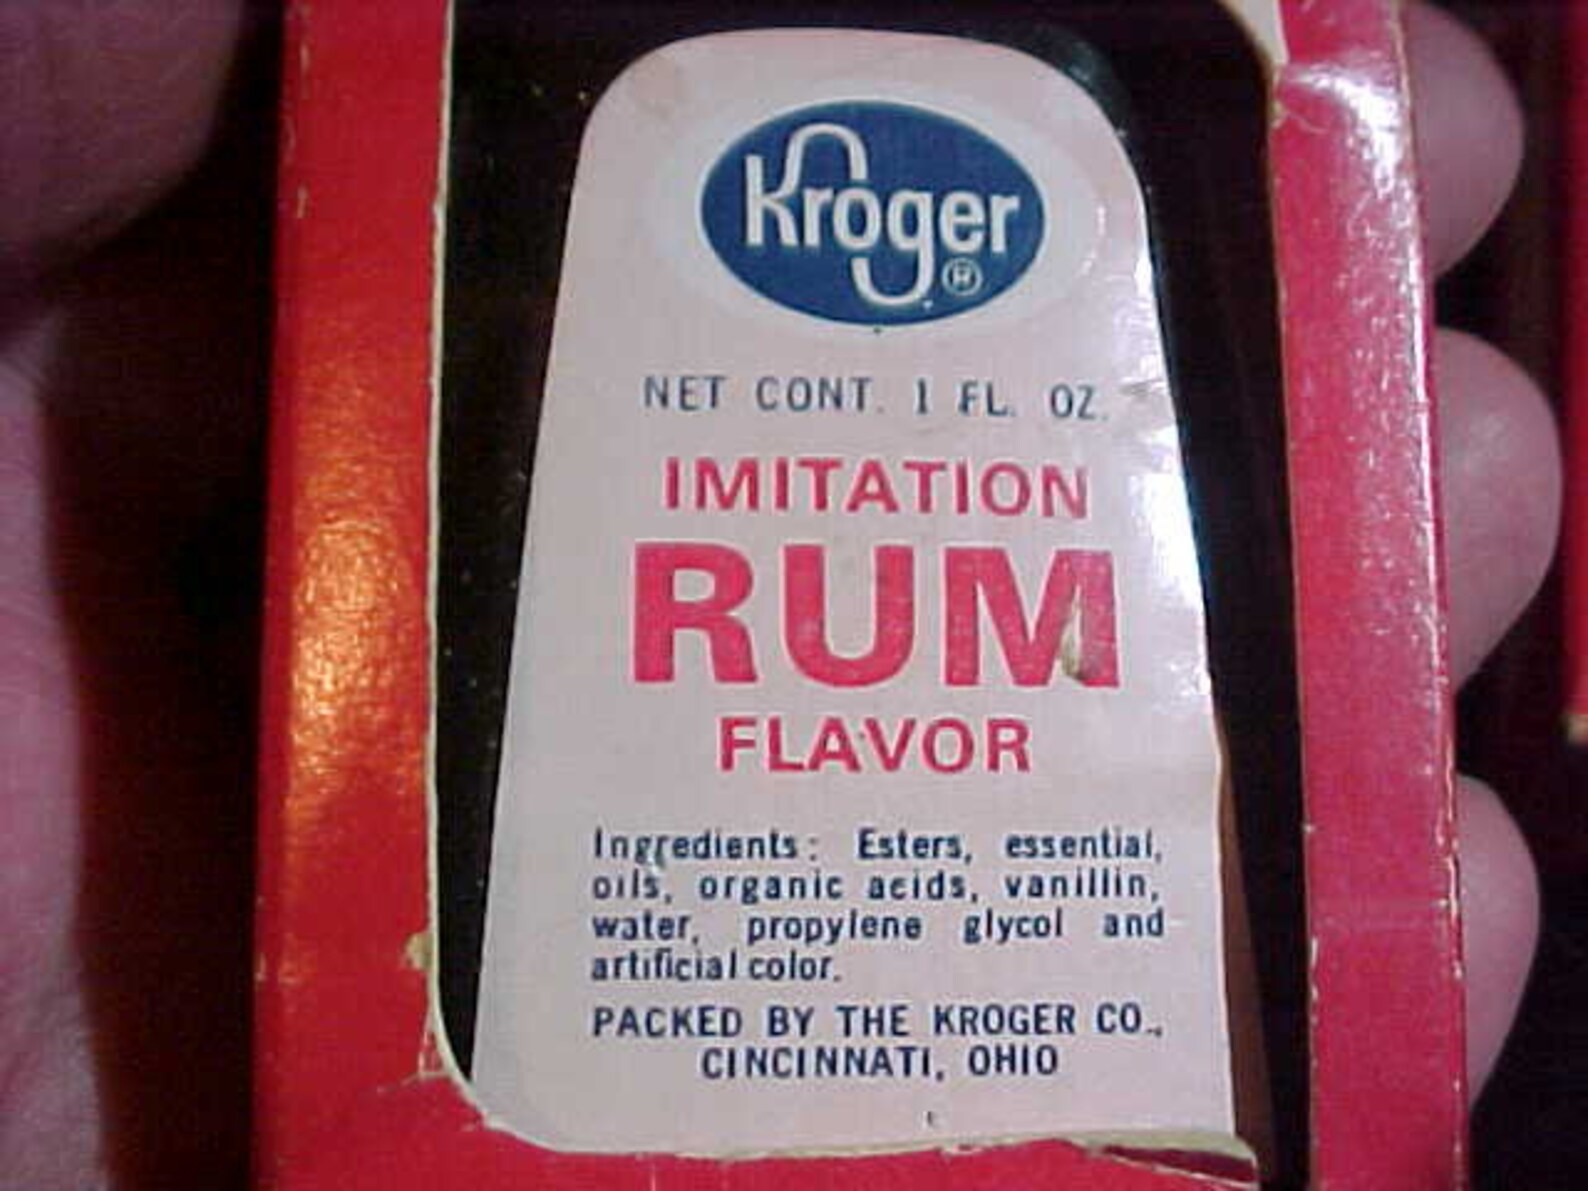 Kroger®
NET CONT. 1 FL. OZ.
IMITATION
RUM
FLAVOR
Ingredients: Esters, essential,
oils, organic acids, vanillin,
water, propylene glycol and
artificial color.
PACKED BY THE KROGER CO.,
CINCINNATI, OHIO